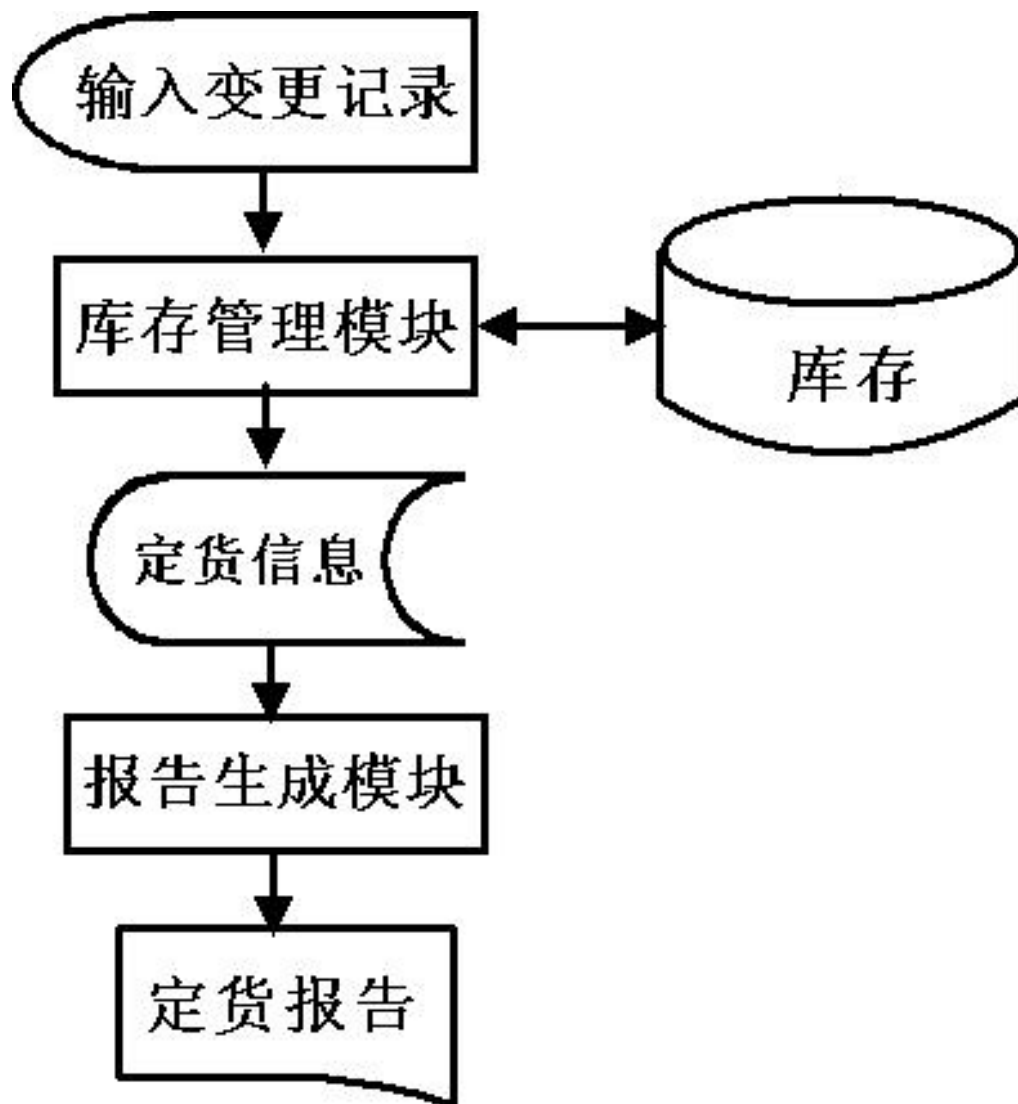 输入变更记录
库存管理模块
库存
定货信息
报告生成模块
定货报告